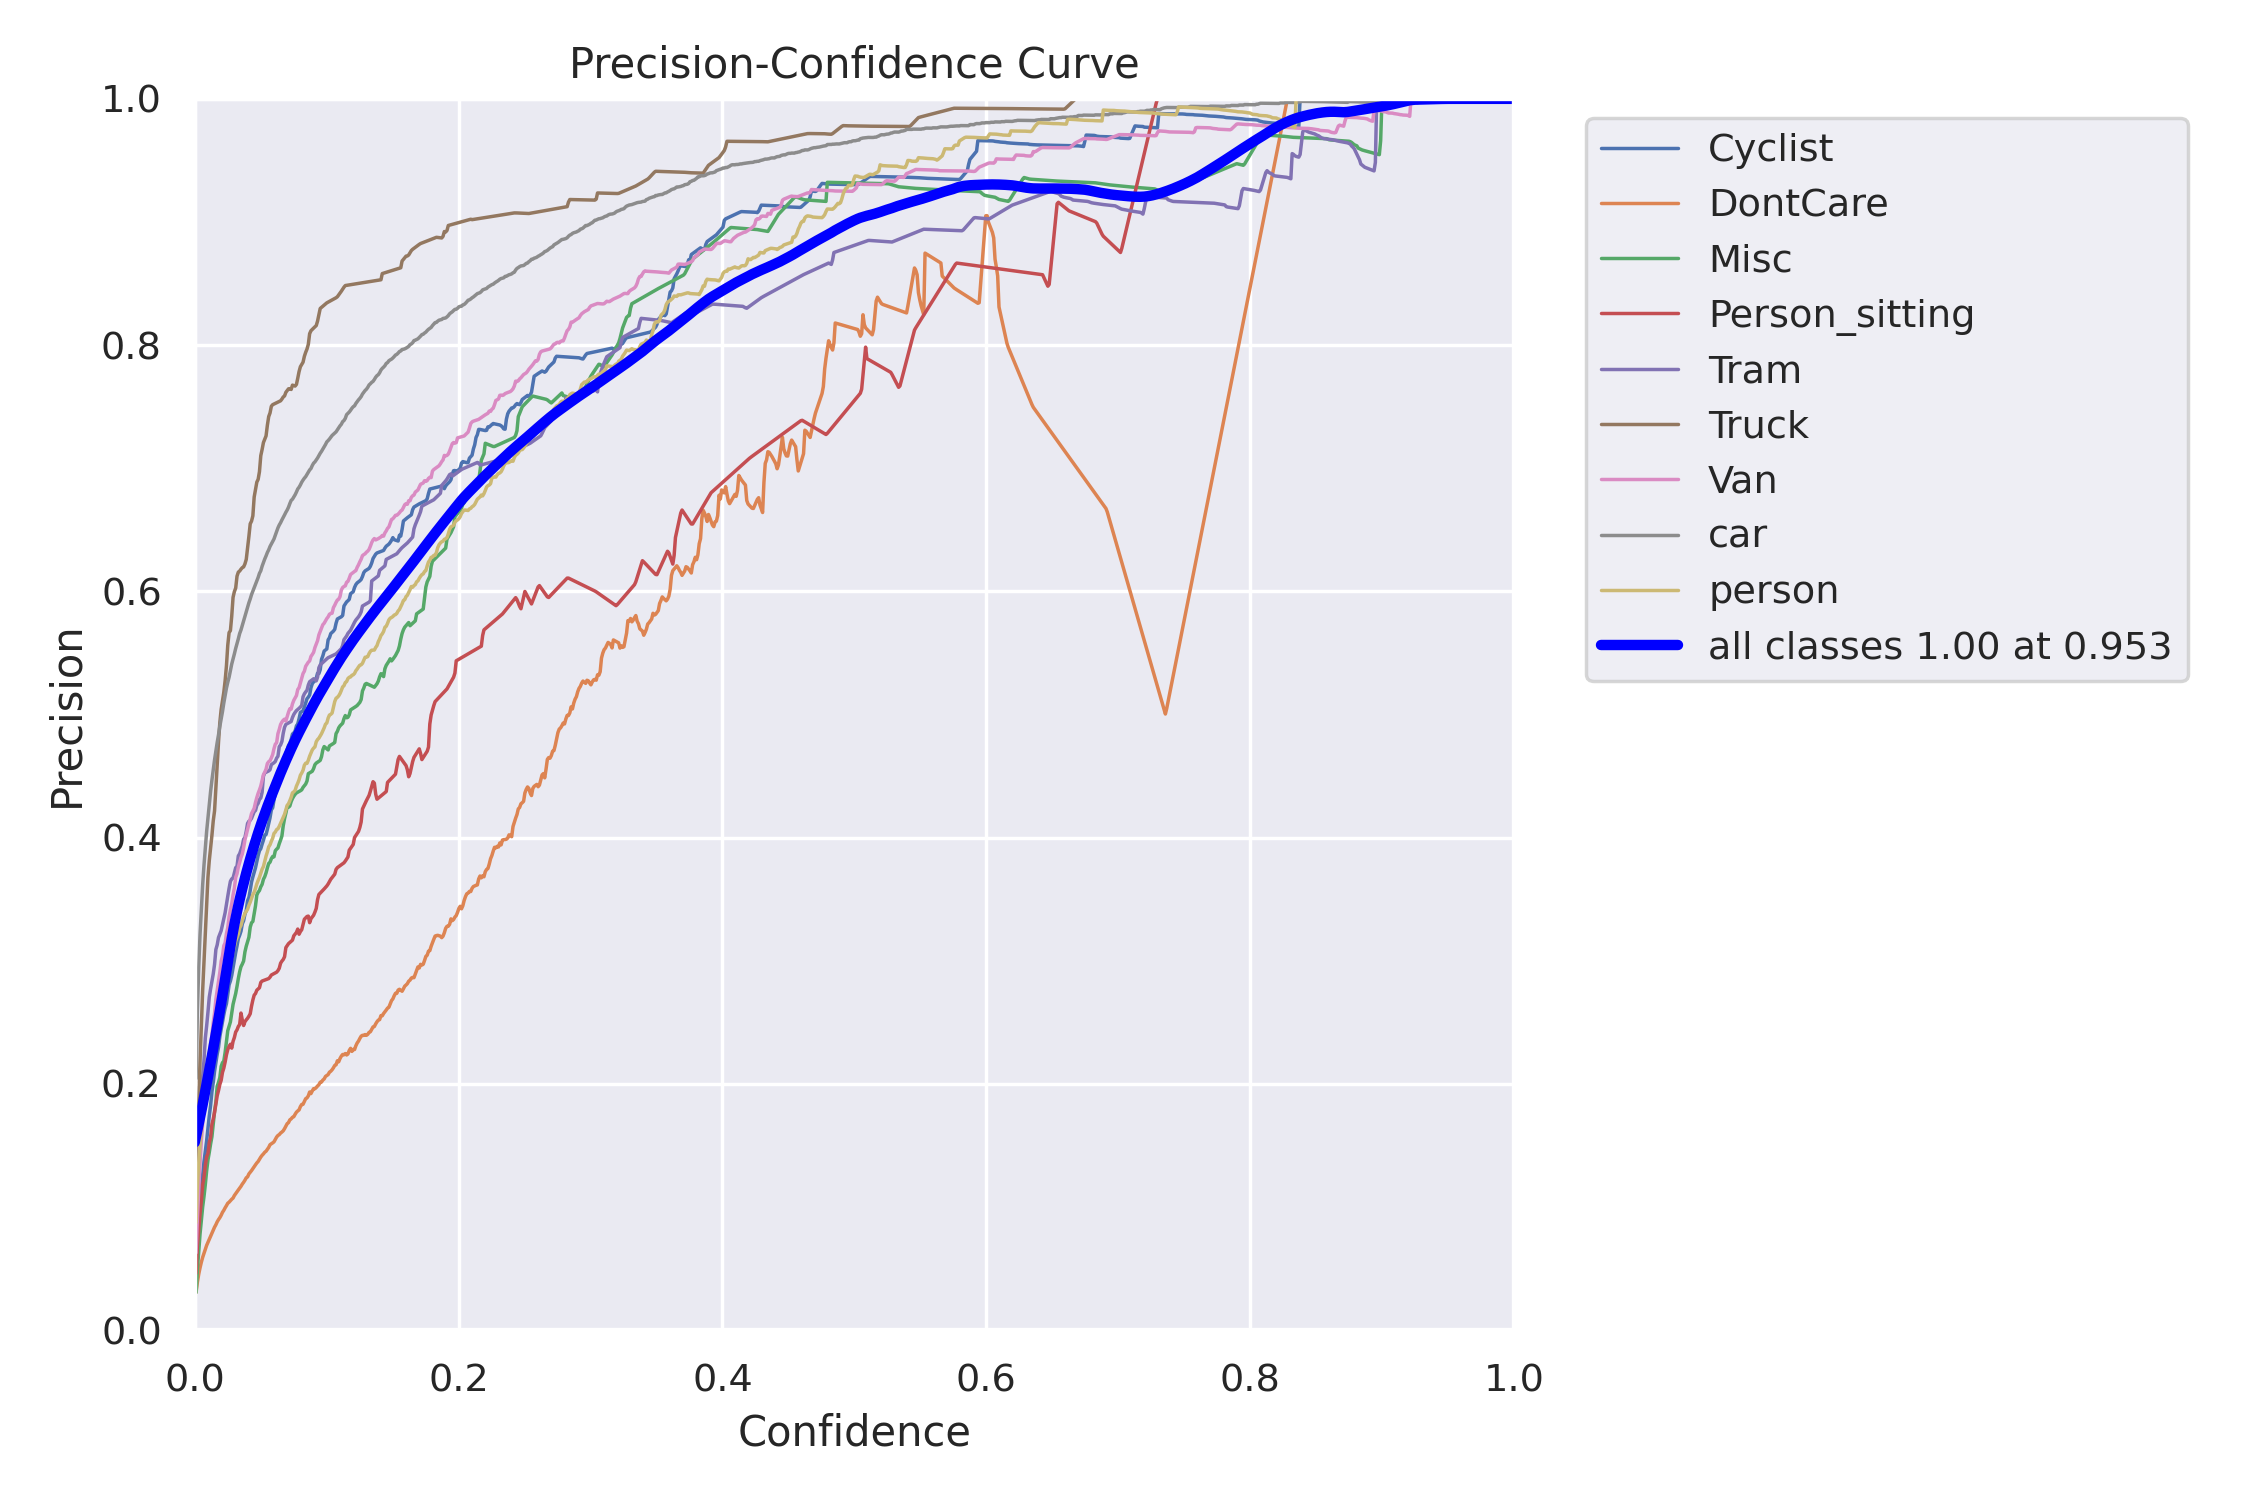 Precision-Confidence Curve
1.0
0.8
0.6
0.4
0.2
0.0
Precision
0.0 0.2 0.4 0.6 0.8 1.0
Confidence
Cyclist
DontCare
Misc
Person_sitting
Tram
Truck
Van
car
person
all classes 1.00 at 0.953